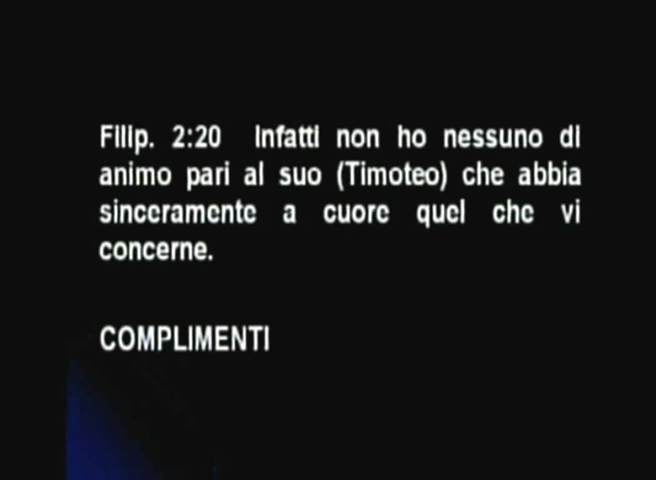 Filip. 2:20 Infatti non ho nessuno di
animo pari al suo (Timoteo) che abbia
sinceramente a cuore quel che vi
concerne.
COMPLIMENTI